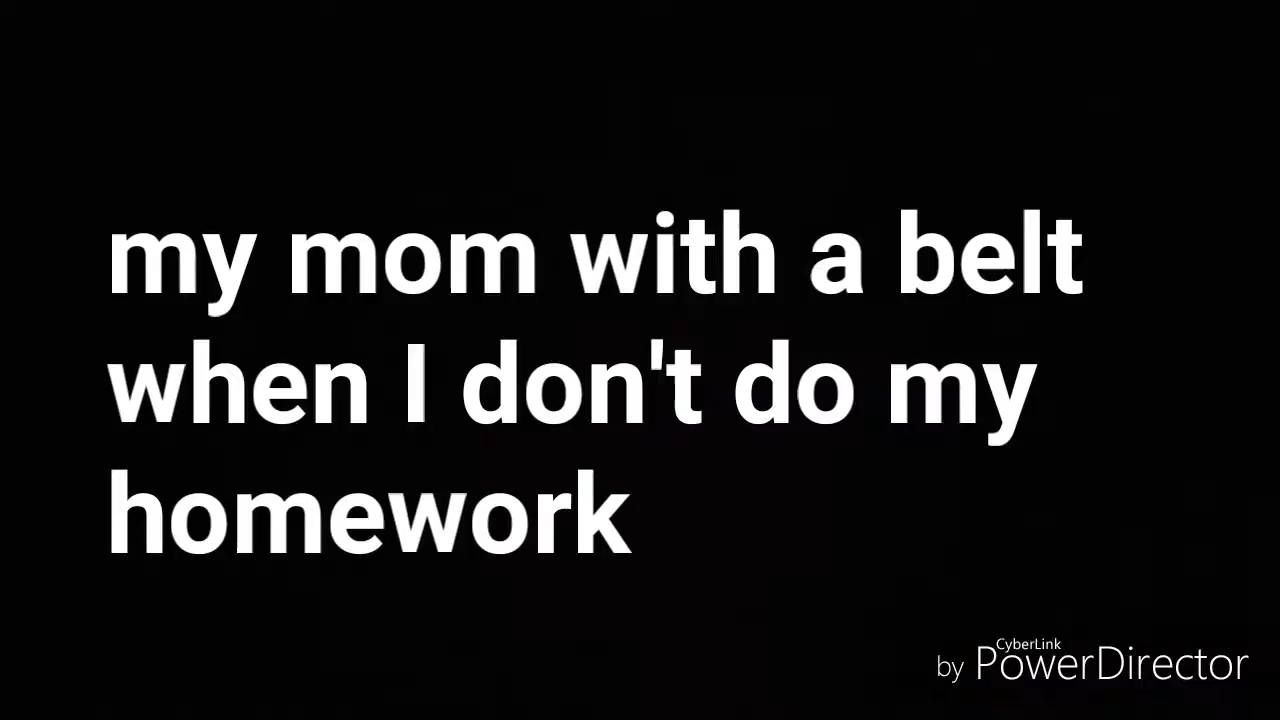 my mom with a belt
when I don't do my
homework
CyberLink
by PowerDirector